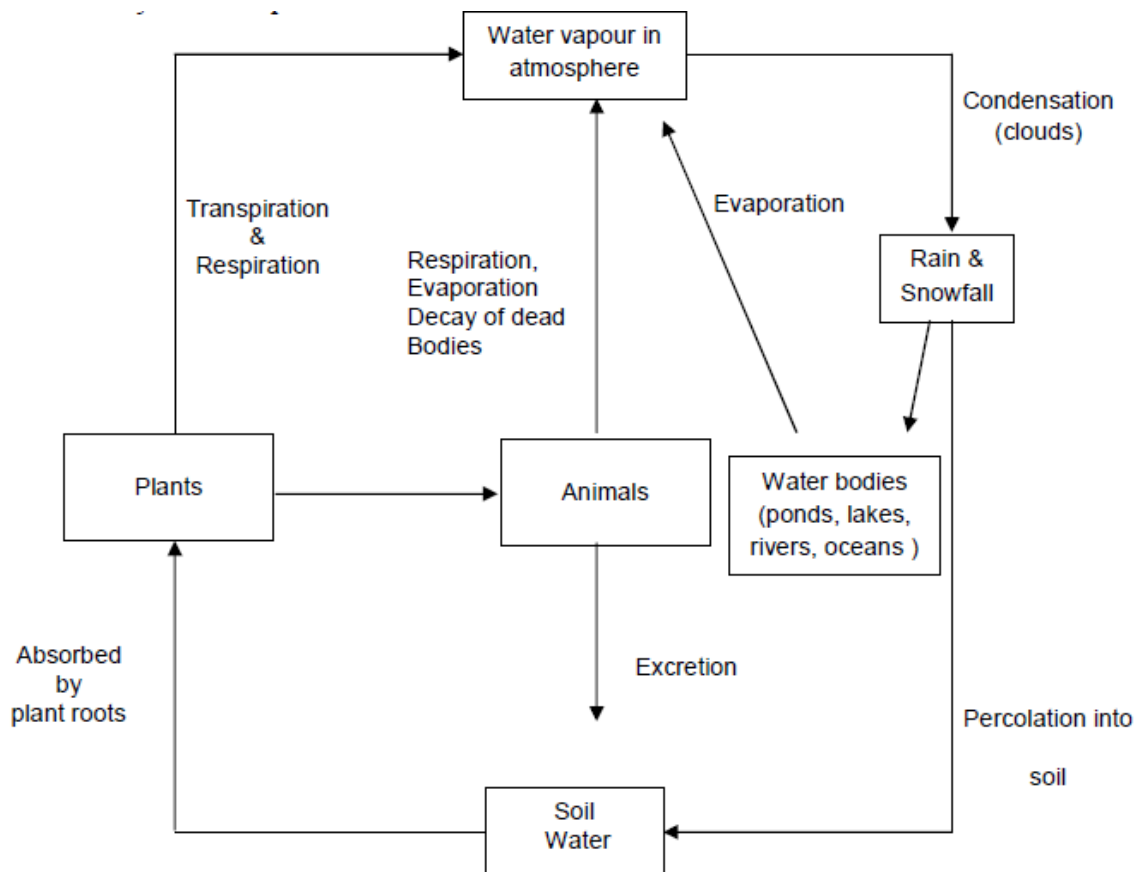 Water vapour in
atmosphere
Condensation
(clouds)
Transpiration
&
Respiration
Evaporation
Respiration,
Evaporation
Decay of dead
Bodies
Rain &
Snowfall
Plants
Animals
Water bodies
(ponds, lakes,
rivers, oceans )
Absorbed
by
plant roots
Excretion
Percolation into
soil
Soil
Water